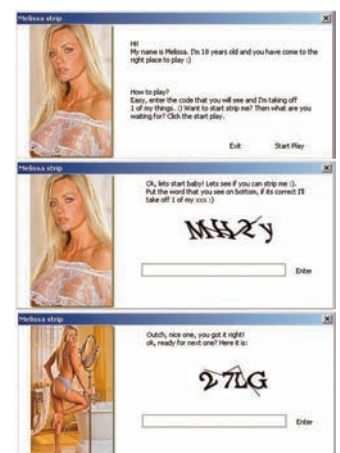 Melissa strip
Hi!
My name is Melissa. I'm 18 years old and you have come to the
right place to play :)
How to play?
Easy, enter the code that you will see and I'm taking off
1 of my things. ;) Want to start strip me? Then what are you
waiting for? Click the start play.
Exit Start Play
Melissa strip
Ok, lets start baby! Lets see if you can strip me :).
Put the word that you see on bottom, if its correct I'll
take off 1 of my xxx :)
MH2y
Enter
Melissa strip
Outch, nice one, you got it right!
ok, ready for next one? Here it is:
27LG
Enter